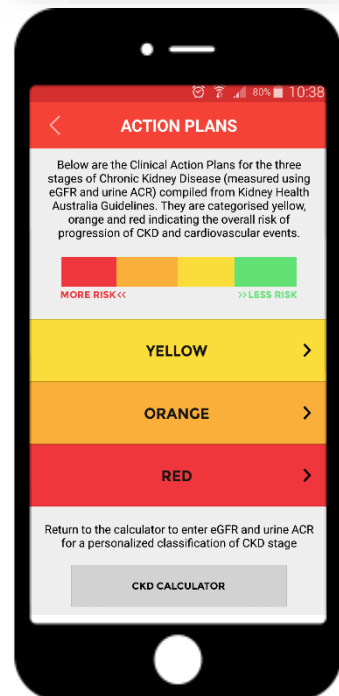 80% 10:38
ACTION PLANS
Below are the Clinical Action Plans for the three
stages of Chronic Kidney Disease (measured using
eGFR and urine ACR) compiled from Kidney Health
Australia Guidelines. They are categorised yellow,
orange and red indicating the overall risk of
progression of CKD and cardiovascular events.
MORE RISK<< >>LESS RISK
YELLOW
ORANGE
RED
Return to the calculator to enter eGFR and urine ACR
for a personalized classification of CKD stage
CKD CALCULATOR